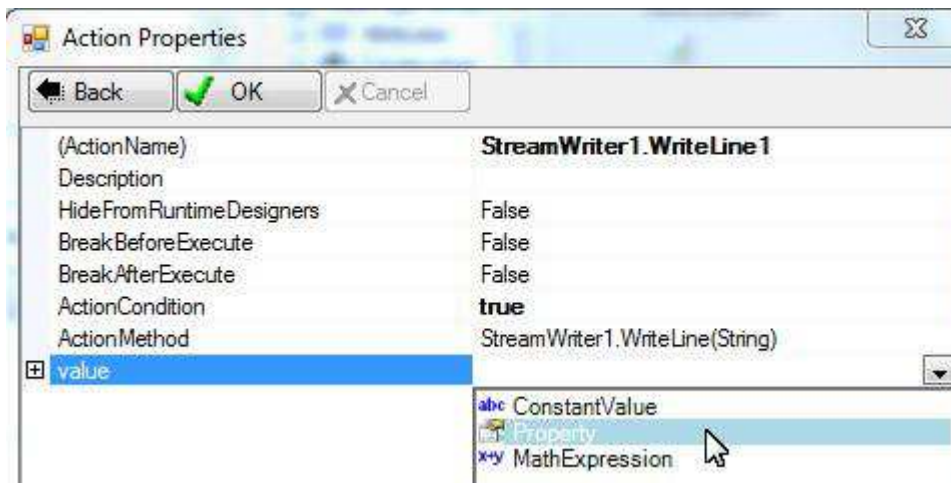 Action Properties
Back OK Cancel
(ActionName) StreamWriter1.WriteLine1
Description
HideFromRuntimeDesigners False
BreakBeforeExecute False
BreakAfterExecute False
ActionCondition true
ActionMethod StreamWriter1.WriteLine(String)
value
abc ConstantValue
Property
x+y MathExpression